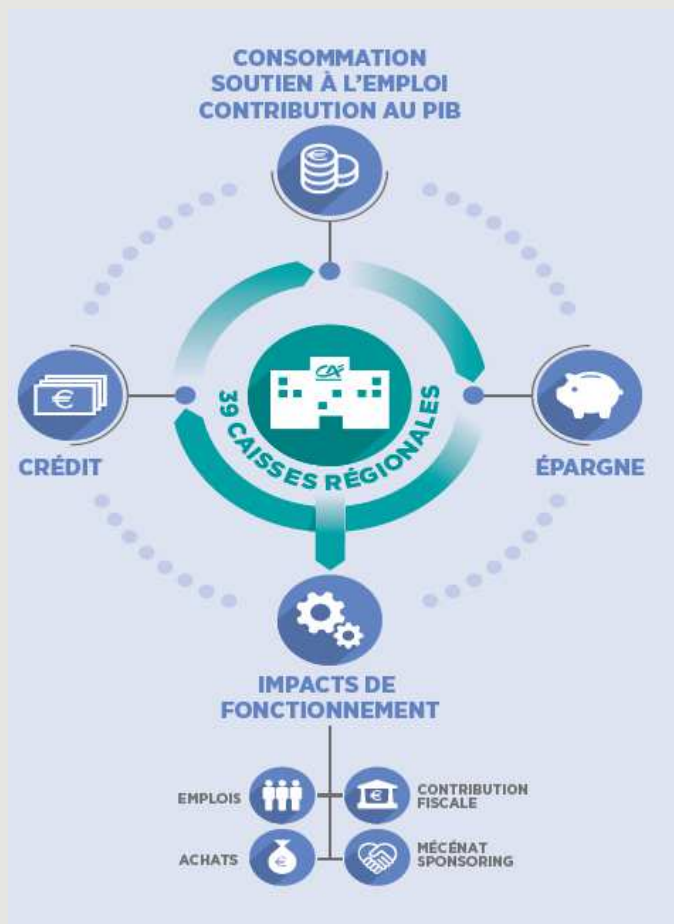 CONSOMMATION
SOUTIEN À L'EMPLOI
CONTRIBUTION AU PIB
CA
39 CAISSES RÉGIONALES
CRÉDIT
ÉPARGNE
IMPACTS DE
FONCTIONNEMENT
EMPLOIS
CONTRIBUTION
FISCALE
ACHATS
MÉCÉNAT
SPONSORING